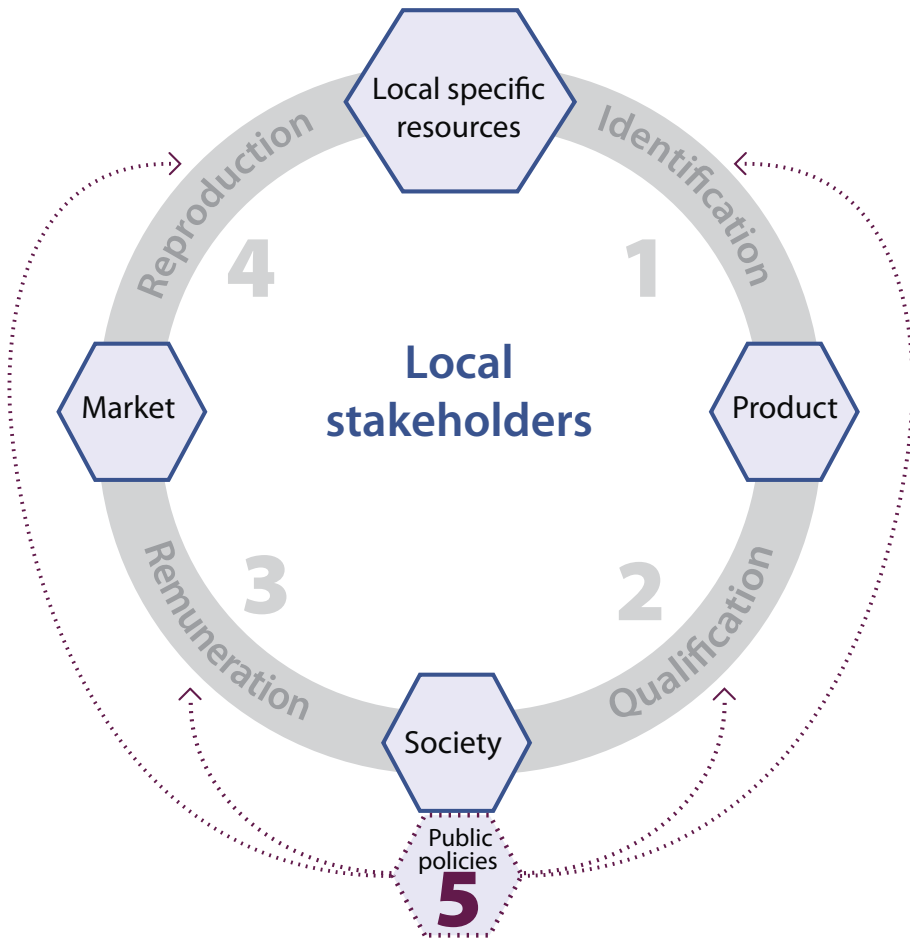 Local specific
resources
Reproduction
Identification
4
1
Local
stakeholders
Market
Product
3
2
Remuneration
Qualification
Society
Public
policies
5